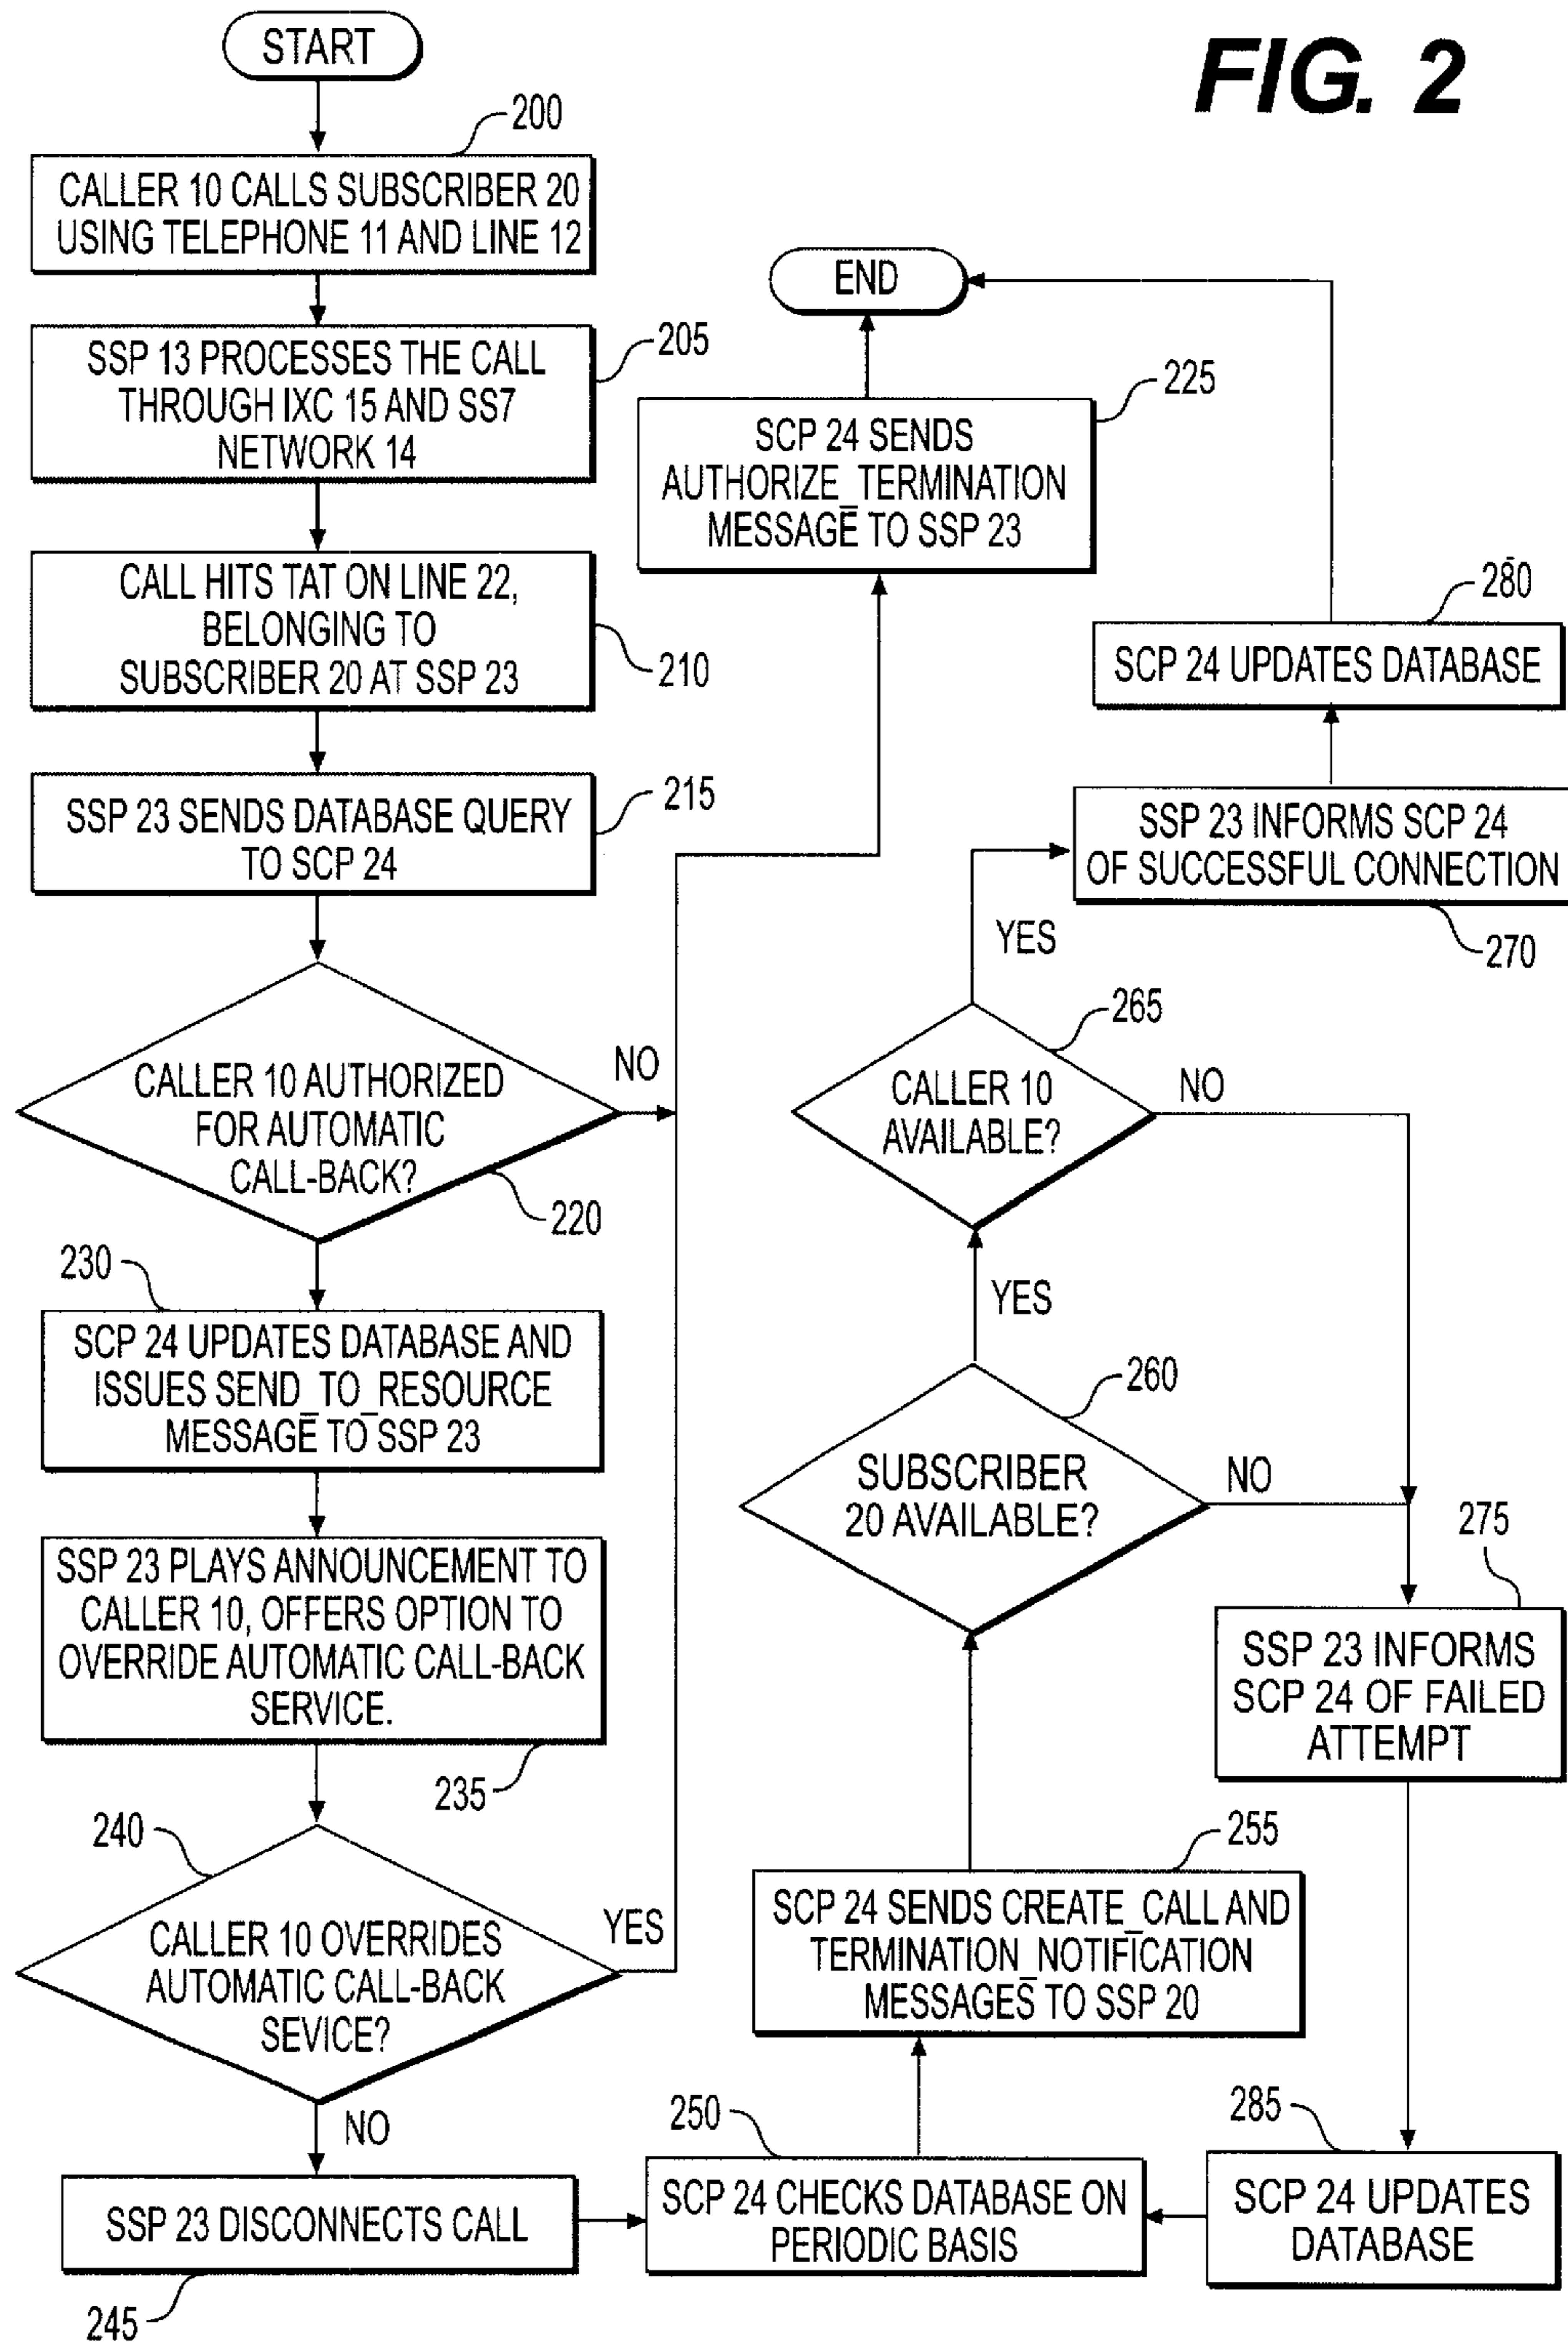 FIG. 2
START
200
CALLER 10 CALLS SUBSCRIBER 20
USING TELEPHONE 11 AND LINE 12
205
SSP 13 PROCESSES THE CALL
THROUGH IXC 15 AND SS7
NETWORK 14
CALL HITS TAT ON LINE 22,
BELONGING TO
SUBSCRIBER 20 AT SSP 23
210
SSP 23 SENDS DATABASE QUERY
TO SCP 24
215
CALLER 10 AUTHORIZED
FOR AUTOMATIC
CALL-BACK?
NO
220
230
SCP 24 UPDATES DATABASE AND
ISSUES SEND_TO_RESOURCE
MESSAGE TO SSP 23
SSP 23 PLAYS ANNOUNCEMENT TO
CALLER 10, OFFERS OPTION TO
OVERRIDE AUTOMATIC CALL-BACK
SERVICE.
235
240
CALLER 10 OVERRIDES
AUTOMATIC CALL-BACK
SEVICE?
YES
NO
SSP 23 DISCONNECTS CALL
245
END
225
SCP 24 SENDS
AUTHORIZE_TERMINATION
MESSAGE TO SSP 23
280
SCP 24 UPDATES DATABASE
SSP 23 INFORMS SCP 24
OF SUCCESSFUL CONNECTION
270
YES
265
CALLER 10
AVAILABLE?
NO
YES
260
SUBSCRIBER
20 AVAILABLE?
NO
275
SSP 23 INFORMS
SCP 24 OF FAILED
ATTEMPT
255
SCP 24 SENDS CREATE_CALL AND
TERMINATION_NOTIFICATION
MESSAGES TO SSP 20
250
SCP 24 CHECKS DATABASE ON
PERIODIC BASIS
285
SCP 24 UPDATES
DATABASE